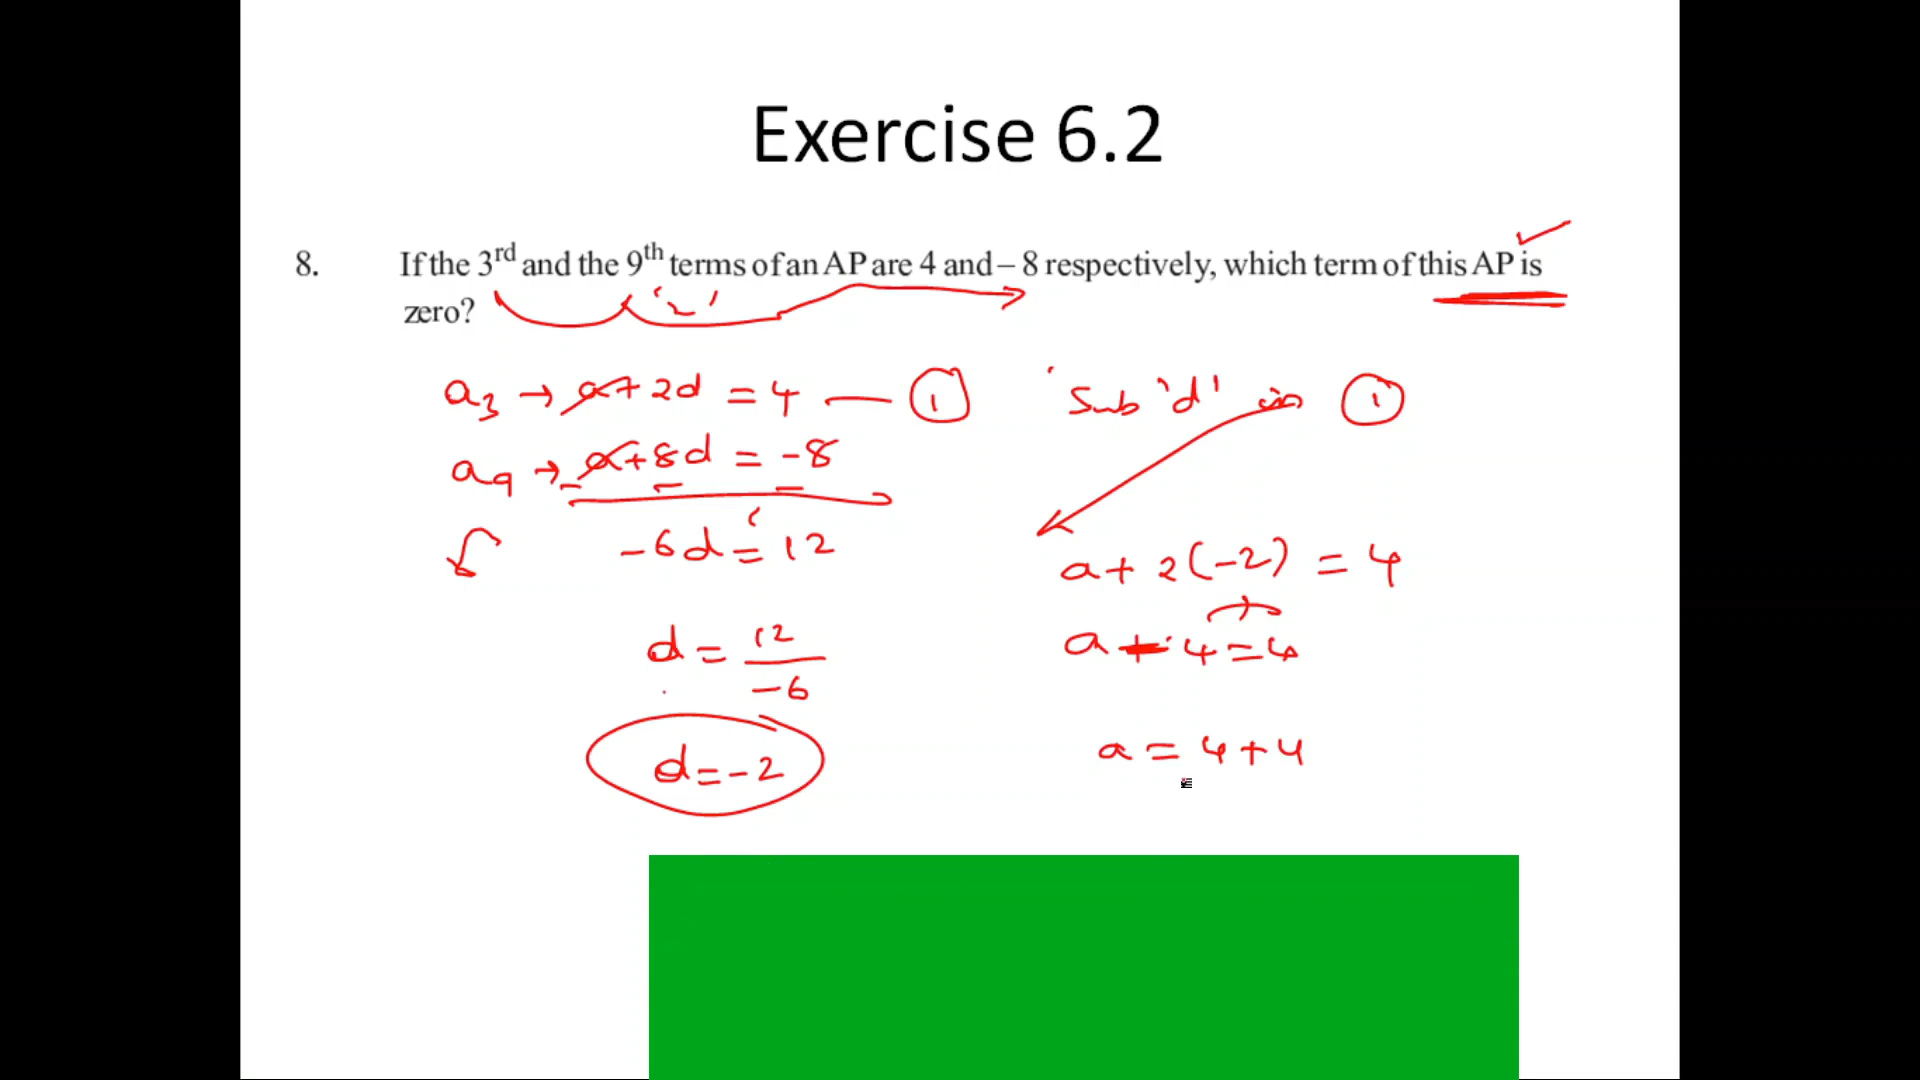 Exercise 6.2
8. If the 3rd and the 9th terms of an AP are 4 and – 8 respectively, which term of this AP is
zero?
'2'
a3 → a + 2d = 4 — 1
a9 → a + 8d = -8
-6d = 12
d = 12/-6
d = -2
Sub 'd' in 1
a + 2(-2) = 4
a - 4 = 4
a = 4 + 4